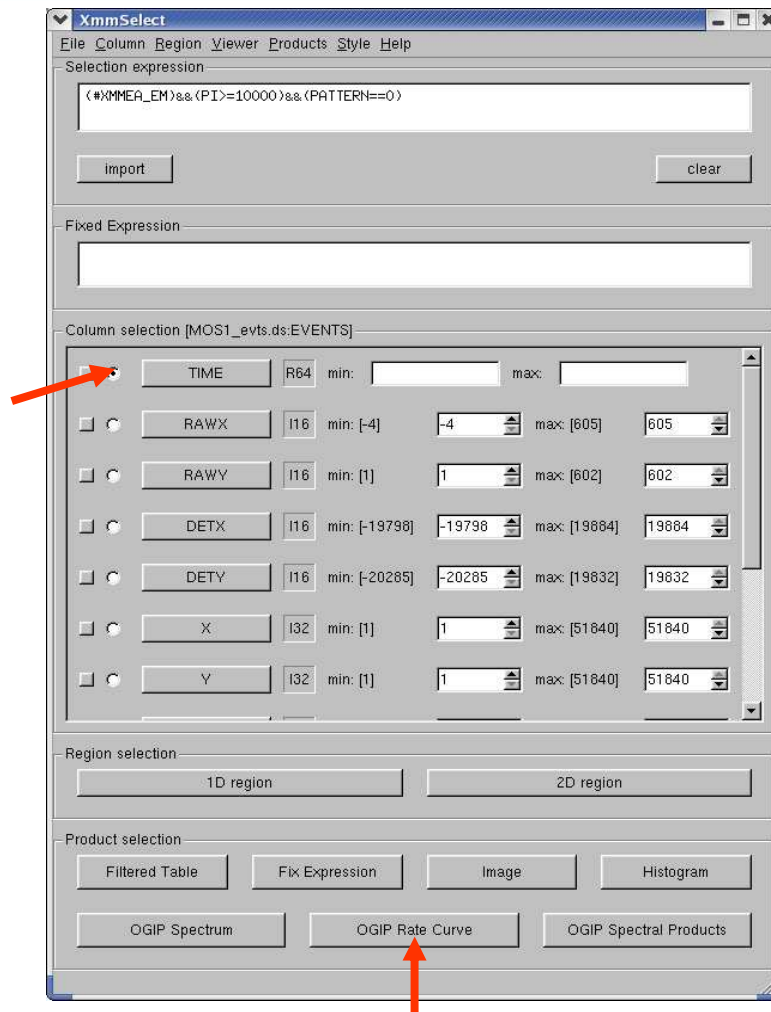 XmmSelect
File Column Region Viewer Products Style Help
Selection expression
(#XMMEA_EM)&&(PI>=10000)&&(PATTERN==0)
import clear
Fixed Expression
Column selection [MOS1_evts.ds:EVENTS]
TIME R64 min: max:
RAWX I16 min: [-4] -4 max: [605] 605
RAWY I16 min: [1] 1 max: [602] 602
DETX I16 min: [-19798] -19798 max: [19884] 19884
DETY I16 min: [-20285] -20285 max: [19832] 19832
X I32 min: [1] 1 max: [51840] 51840
Y I32 min: [1] 1 max: [51840] 51840
Region selection
1D region 2D region
Product selection
Filtered Table Fix Expression Image Histogram
OGIP Spectrum OGIP Rate Curve OGIP Spectral Products